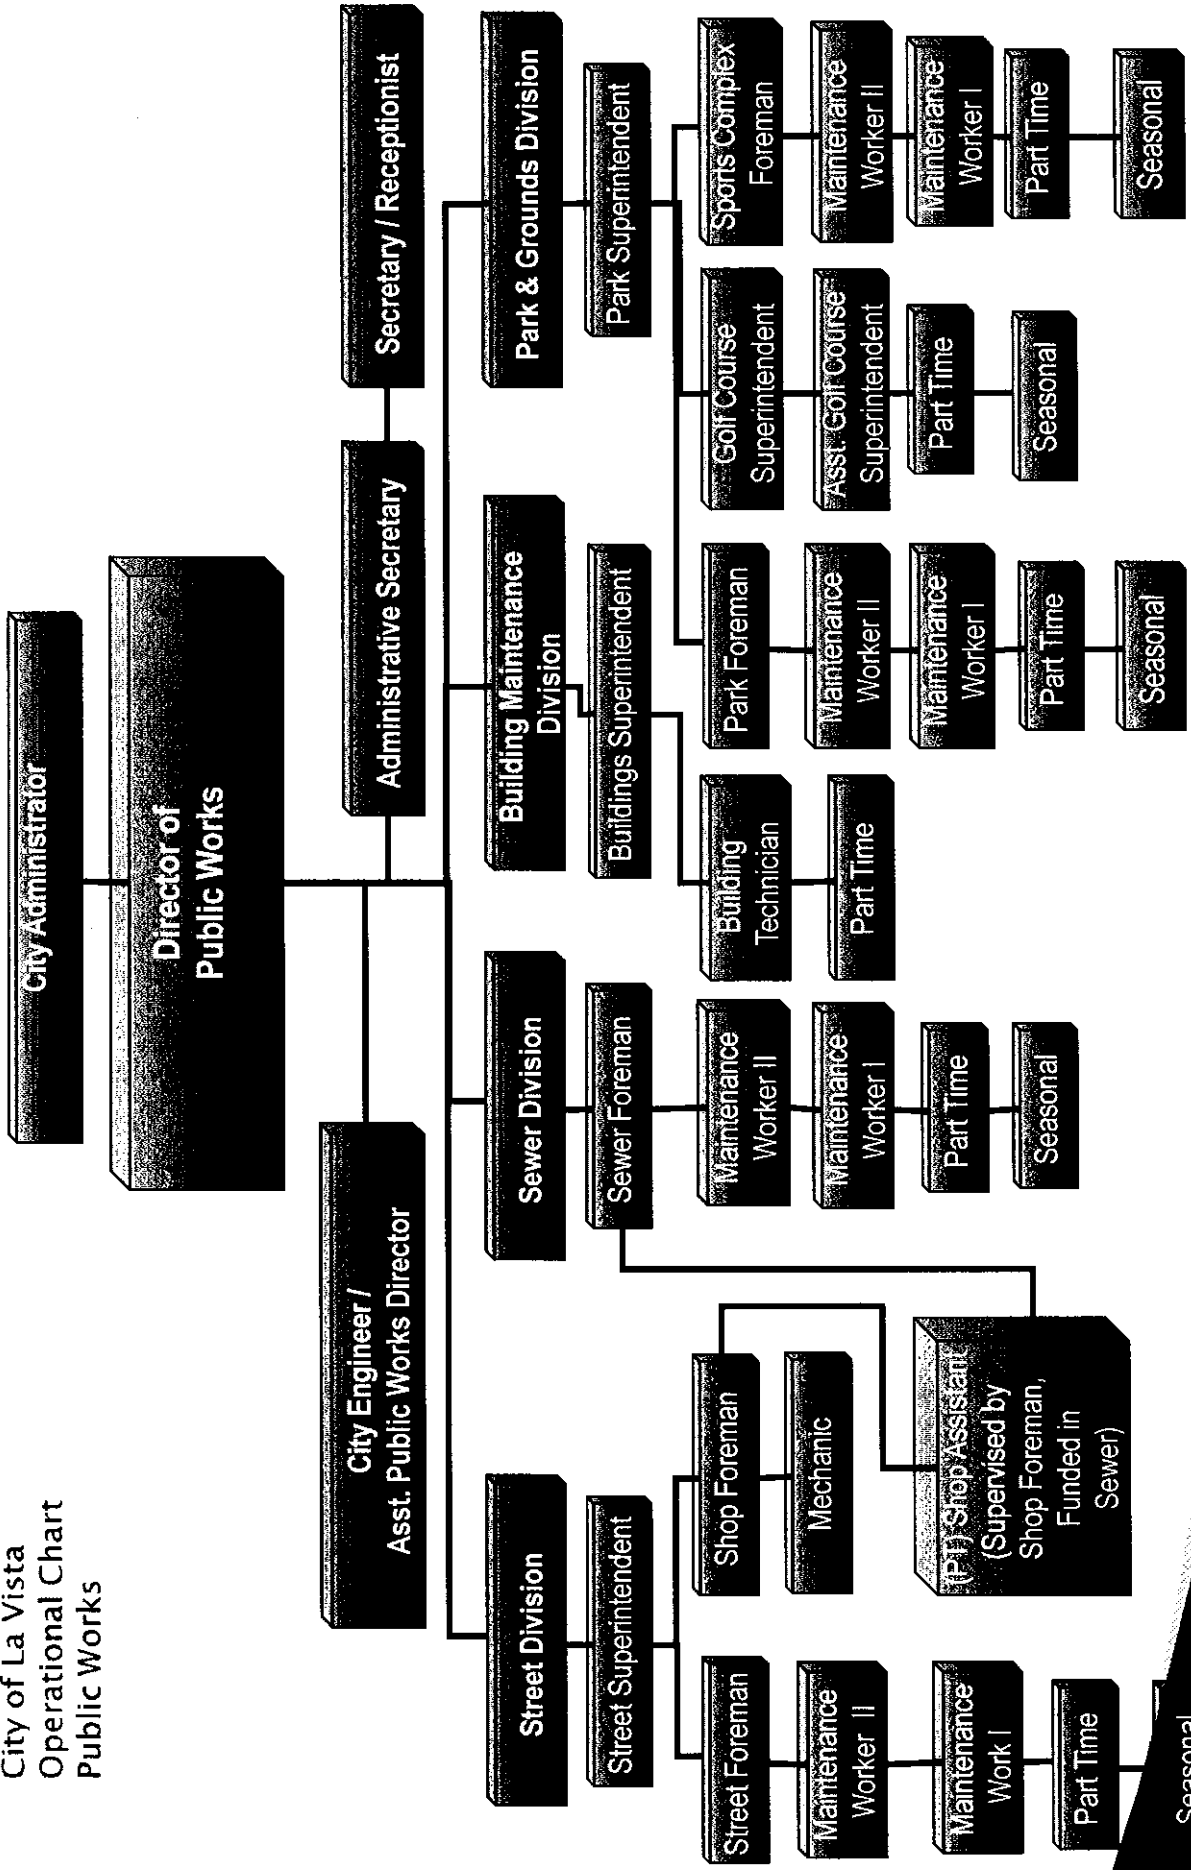 City of La Vista
Operational Chart
Public Works
City Administrator
Director of
Public Works
City Engineer /
Asst. Public Works Director
Administrative Secretary
Secretary / Receptionist
Street Division
Sewer Division
Building Maintenance
Division
Park & Grounds Division
Street Superintendent
Sewer Foreman
Buildings Superintendent
Park Superintendent
Street Foreman
Maintenance
Worker II
Maintenance
Work I
Part Time
Seasonal
Shop Foreman
Mechanic
(PT) Shop Assistant
(Supervised by
Shop Foreman,
Funded in
Sewer)
Maintenance
Worker II
Maintenance
Worker I
Part Time
Seasonal
Building
Technician
Part Time
Park Foreman
Maintenance
Worker II
Maintenance
Worker I
Part Time
Seasonal
Golf Course
Superintendent
Asst. Golf Course
Superintendent
Part Time
Seasonal
Sports Complex
Foreman
Maintenance
Worker II
Maintenance
Worker I
Part Time
Seasonal